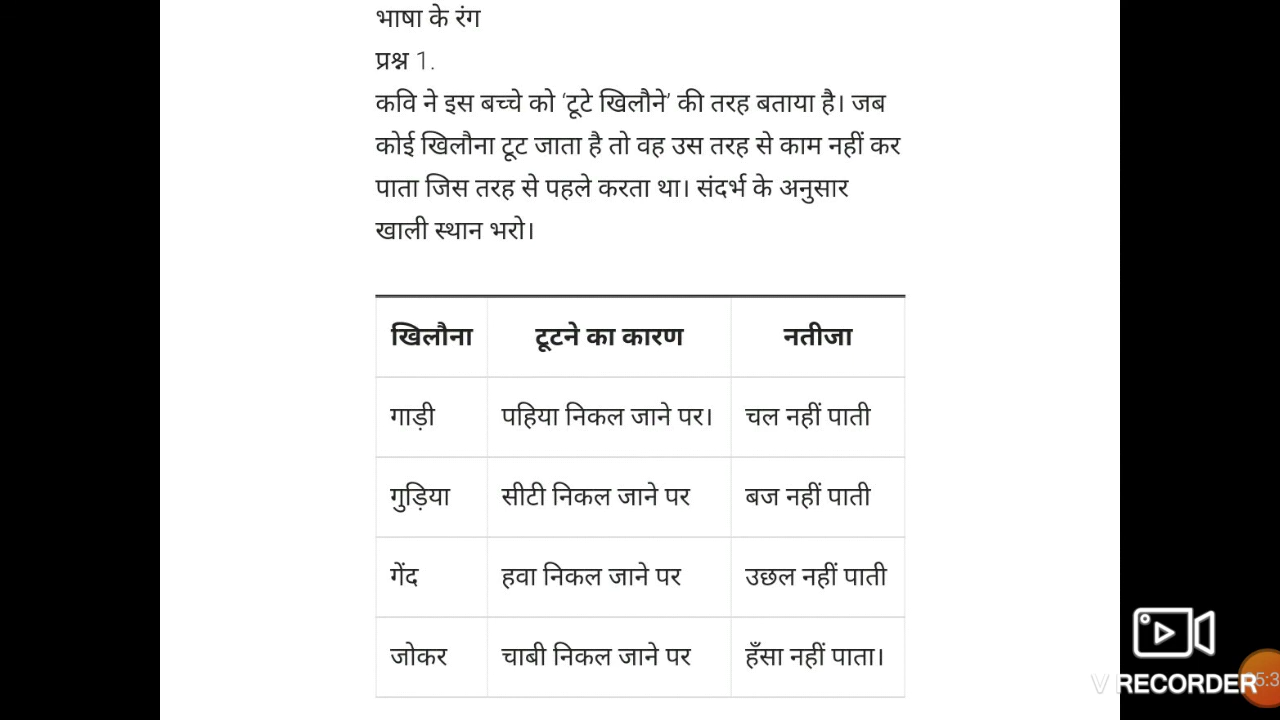 भाषा के रंग
प्रश्न 1.
कवि ने इस बच्चे को ‘टूटे खिलौने’ की तरह बताया है। जब
कोई खिलौना टूट जाता है तो वह उस तरह से काम नहीं कर
पाता जिस तरह से पहले करता था। संदर्भ के अनुसार
खाली स्थान भरो।
खिलौना टूटने का कारण नतीजा
गाड़ी पहिया निकल जाने पर। चल नहीं पाती
गुड़िया सीटी निकल जाने पर बज नहीं पाती
गेंद हवा निकल जाने पर उछल नहीं पाती
जोकर चाबी निकल जाने पर हँसा नहीं पाता।
V RECORDER